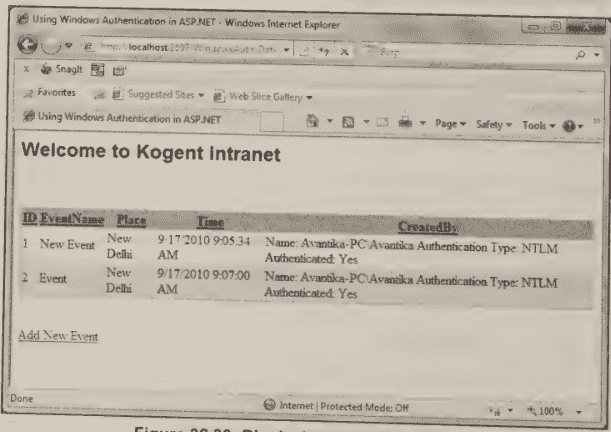 Using Windows Authentication in ASP.NET - Windows Internet Explorer
localhost
X Snagit
Favorites Suggested Sites Web Slice Gallery
Using Windows Authentication in ASP.NET Page Safety Tools
Welcome to Kogent Intranet
ID EventName Place Time CreatedBy
1 New Event New Delhi 9/17/2010 9:05:34 AM Name: Avantika-PC\Avantika Authentication Type: NTLM Authenticated: Yes
2 Event New Delhi 9/17/2010 9:07:00 AM Name: Avantika-PC\Avantika Authentication Type: NTLM Authenticated: Yes
Add New Event
Done Internet | Protected Mode: Off 100%